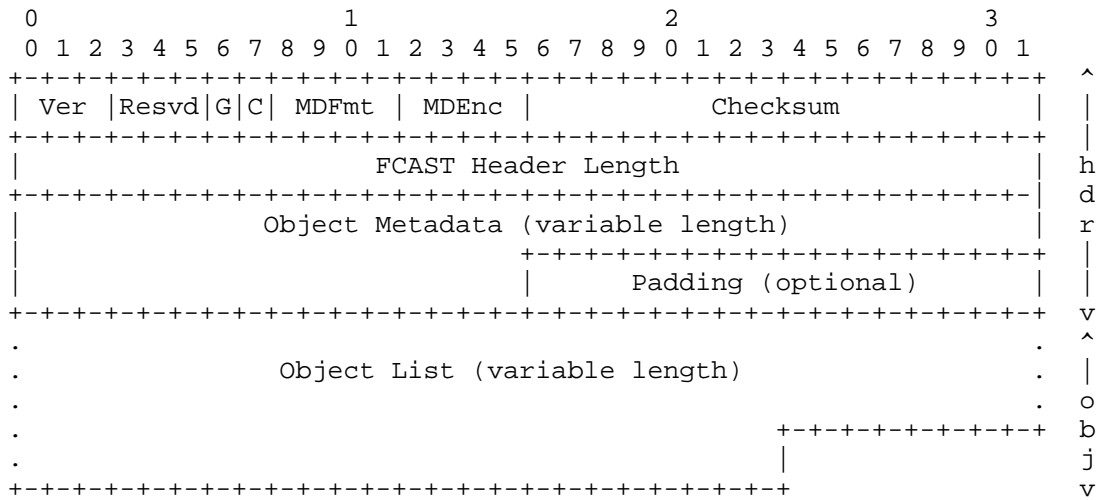 0                   1                   2                   3
 0 1 2 3 4 5 6 7 8 9 0 1 2 3 4 5 6 7 8 9 0 1 2 3 4 5 6 7 8 9 0 1
+-+-+-+-+-+-+-+-+-+-+-+-+-+-+-+-+-+-+-+-+-+-+-+-+-+-+-+-+-+-+-+-+  ^
| Ver |Resvd|G|C| MDFmt | MDEnc |           Checksum            |  |
+-+-+-+-+-+-+-+-+-+-+-+-+-+-+-+-+-+-+-+-+-+-+-+-+-+-+-+-+-+-+-+-+  |
|                      FCAST Header Length                      |  h
+-+-+-+-+-+-+-+-+-+-+-+-+-+-+-+-+-+-+-+-+-+-+-+-+-+-+-+-+-+-+-+-|  d
|               Object Metadata (variable length)               |  r
|                               +-+-+-+-+-+-+-+-+-+-+-+-+-+-+-+-+  |
|                               |      Padding (optional)       |  |
+-+-+-+-+-+-+-+-+-+-+-+-+-+-+-+-+-+-+-+-+-+-+-+-+-+-+-+-+-+-+-+-+  v
.                                                               .  ^
.                Object List (variable length)                  .  |
.                                                               .  o
.                                               +-+-+-+-+-+-+-+-+  b
.                                               |                  j
+-+-+-+-+-+-+-+-+-+-+-+-+-+-+-+-+-+-+-+-+-+-+-+-+                  v